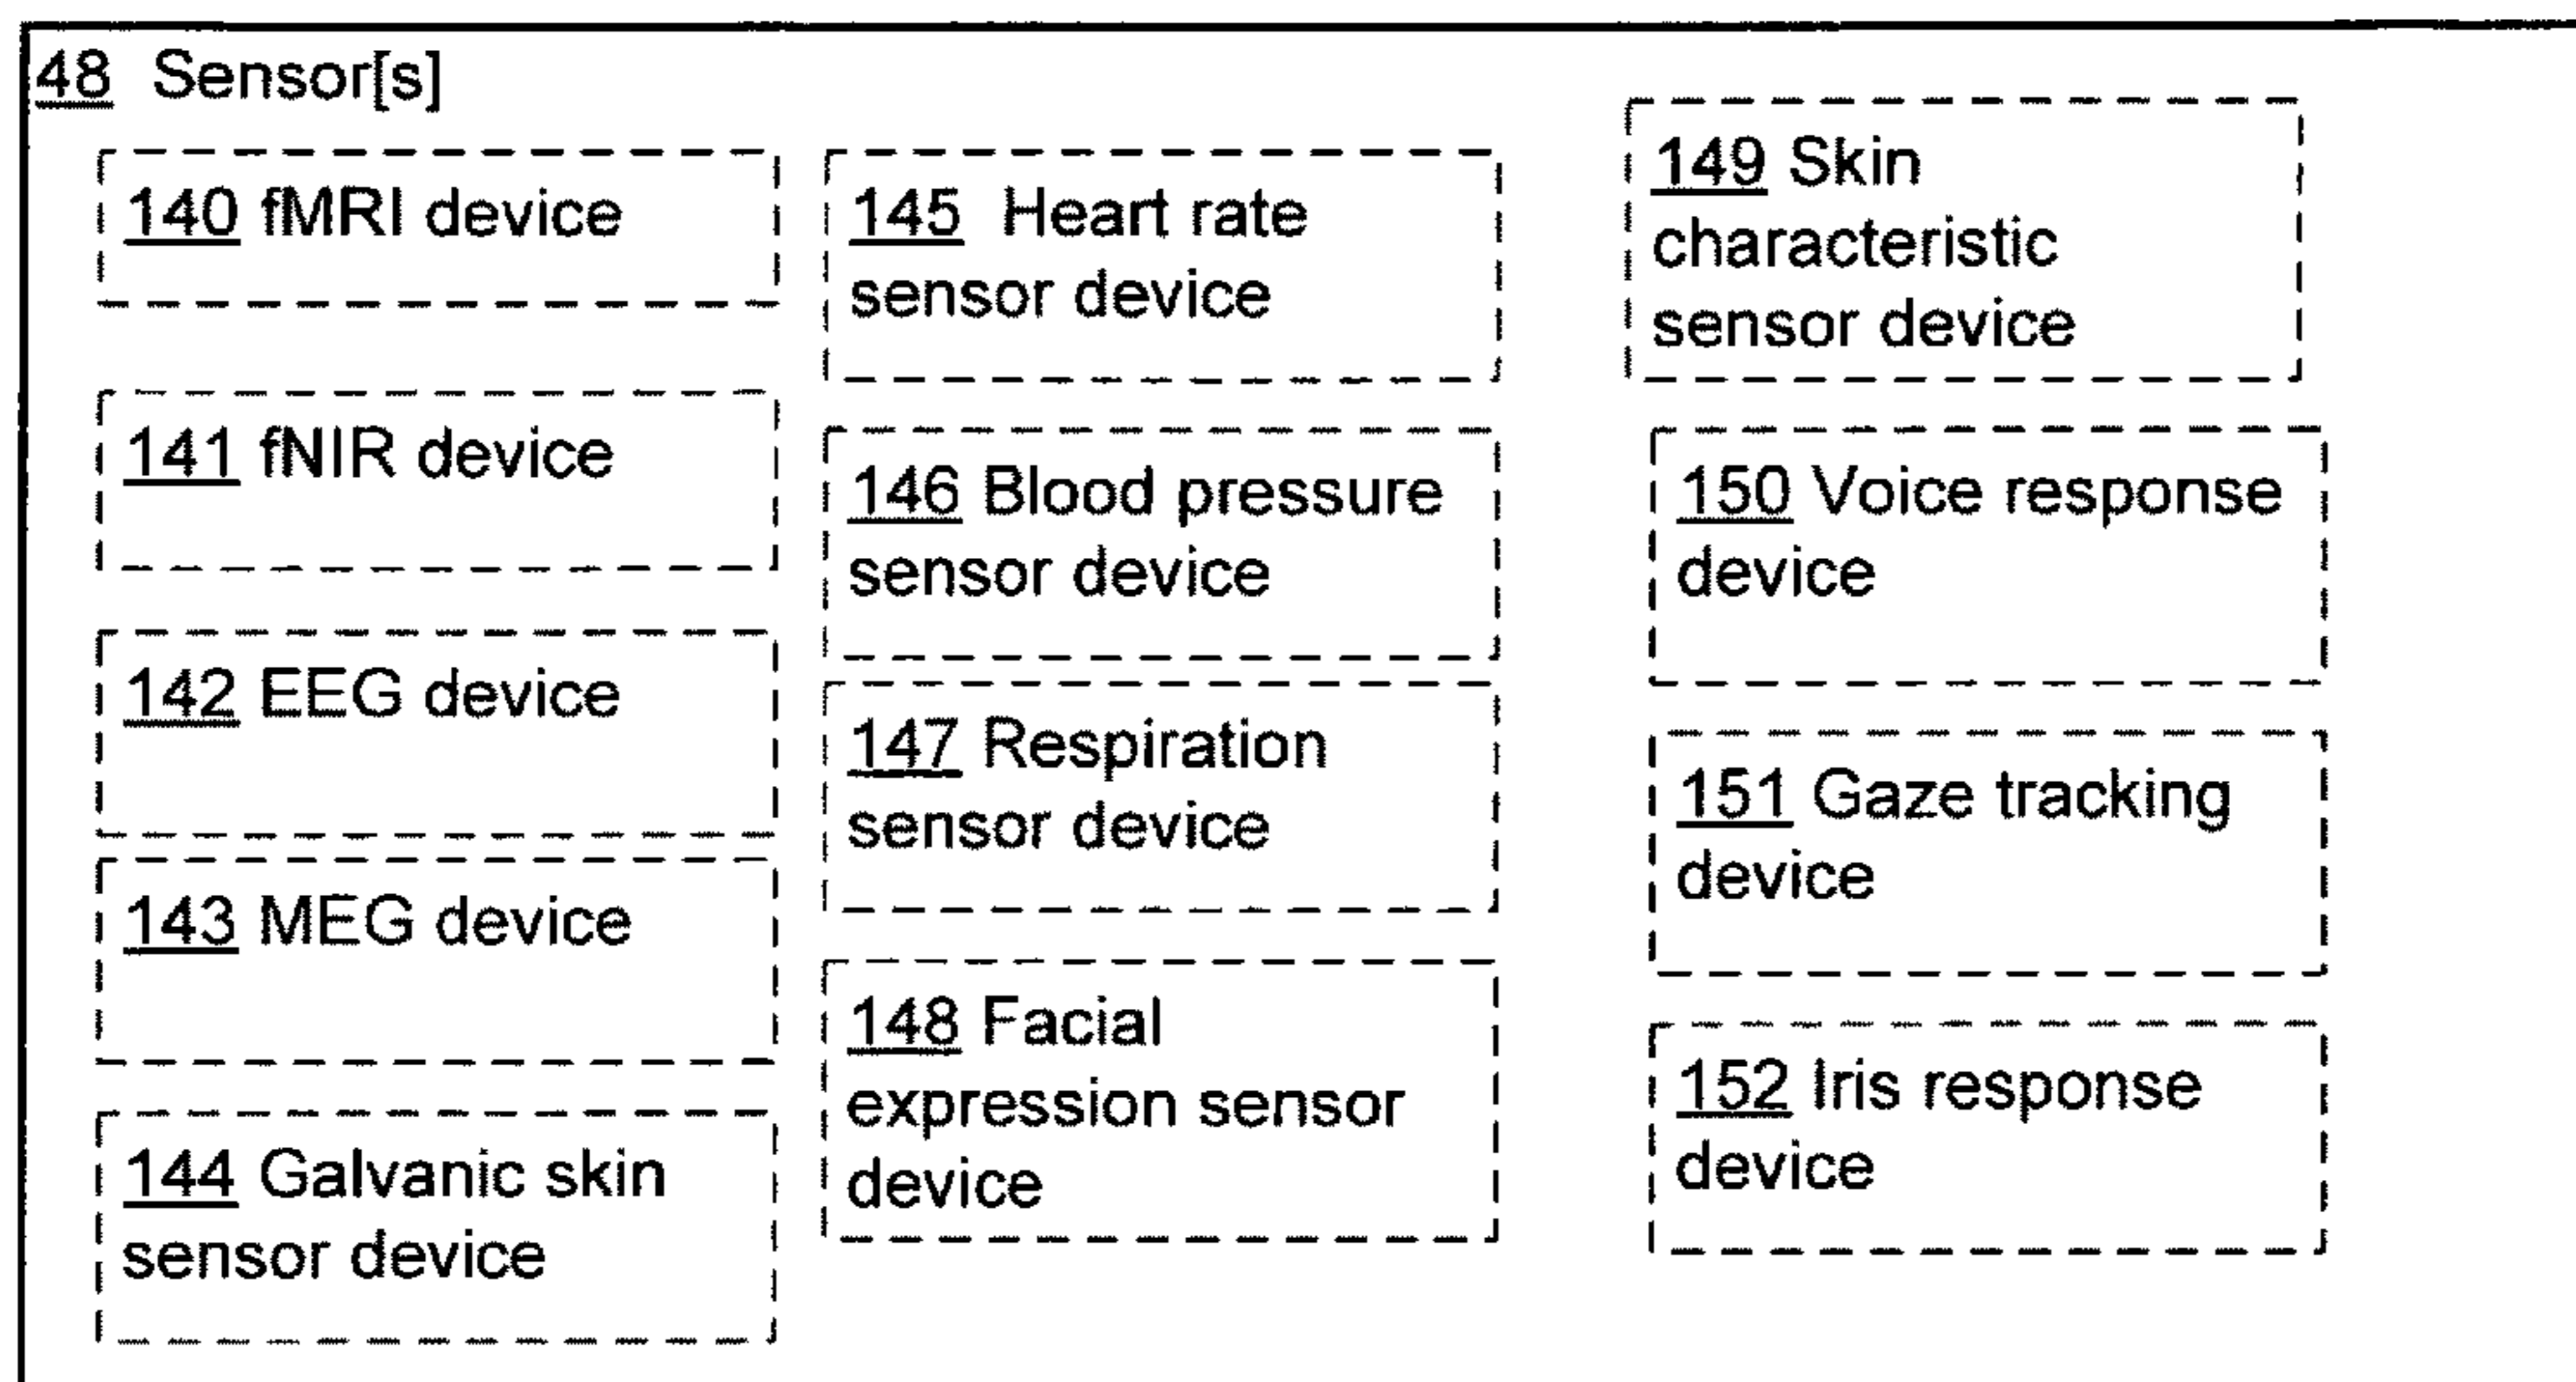 48 Sensor[s]
140 fMRI device
141 fNIR device
142 EEG device
143 MEG device
144 Galvanic skin
sensor device
145 Heart rate
sensor device
146 Blood pressure
sensor device
147 Respiration
sensor device
148 Facial
expression sensor
device
149 Skin
characteristic
sensor device
150 Voice response
device
151 Gaze tracking
device
152 Iris response
device